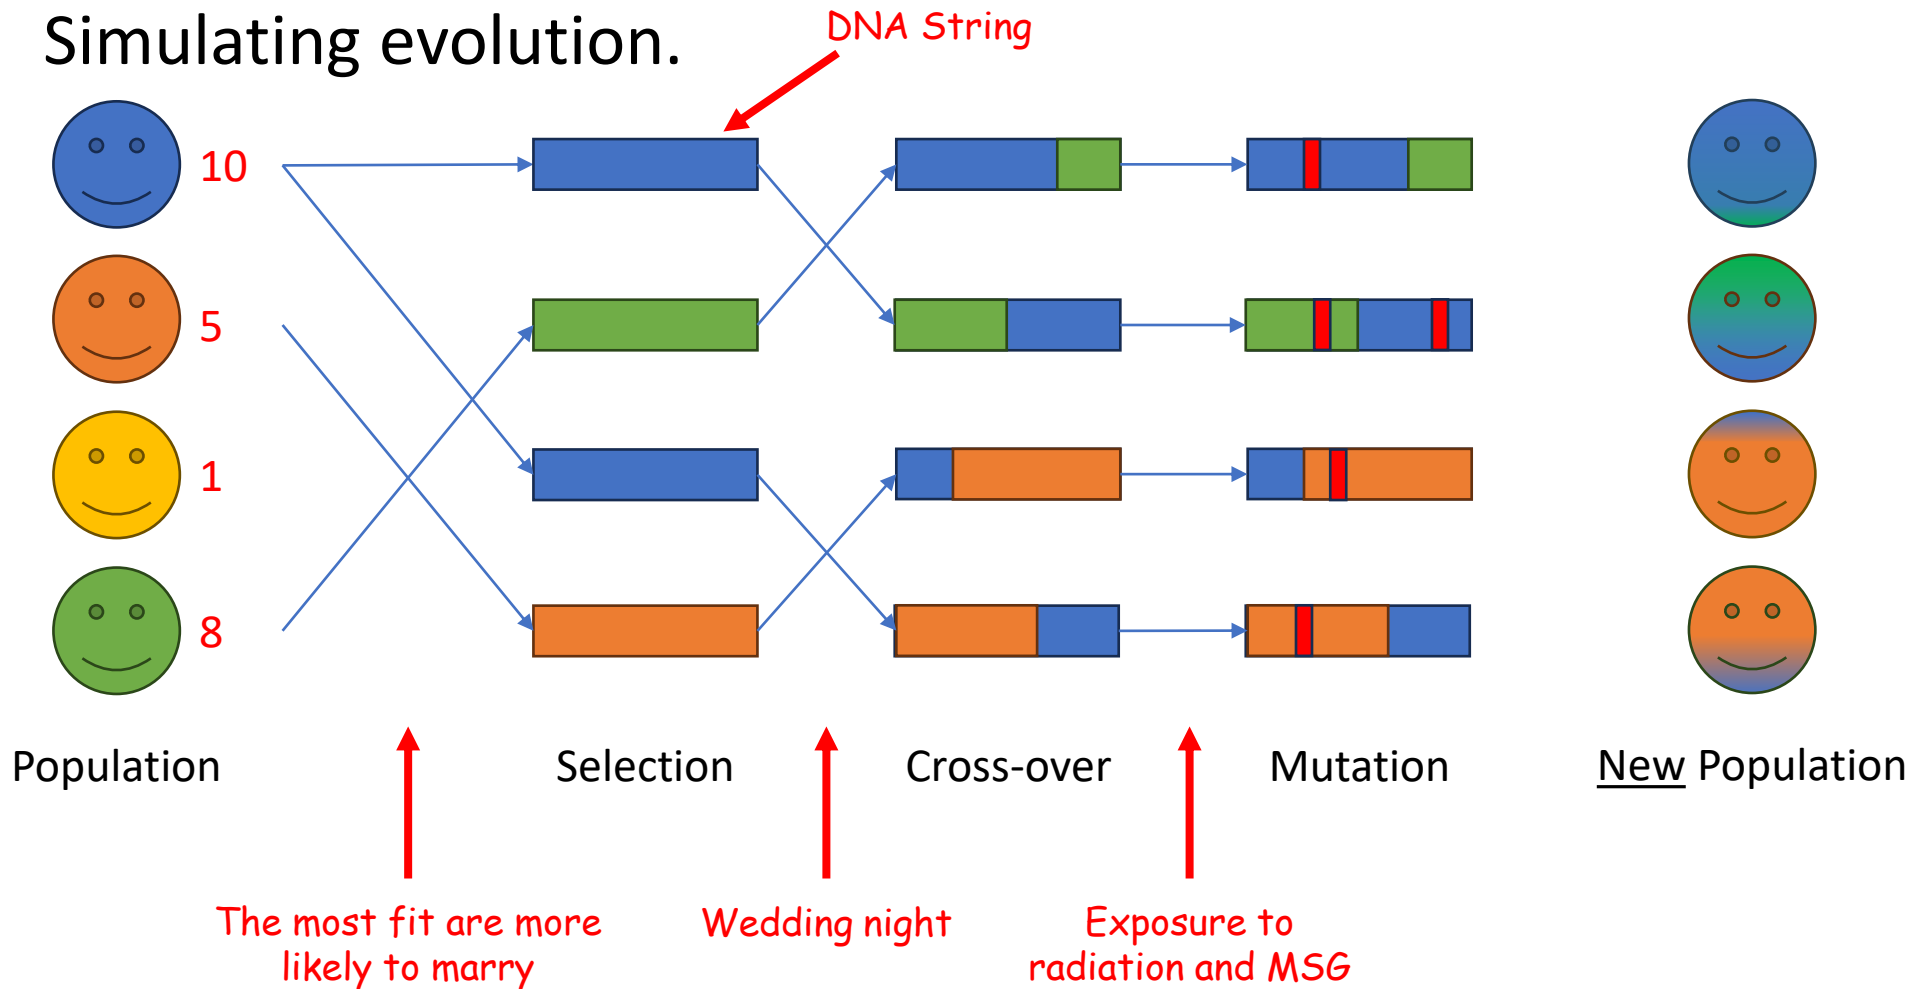 Simulating evolution.
DNA String
10
5
1
8
Population
Selection
Cross-over
Mutation
New Population
The most fit are more
likely to marry
Wedding night
Exposure to
radiation and MSG